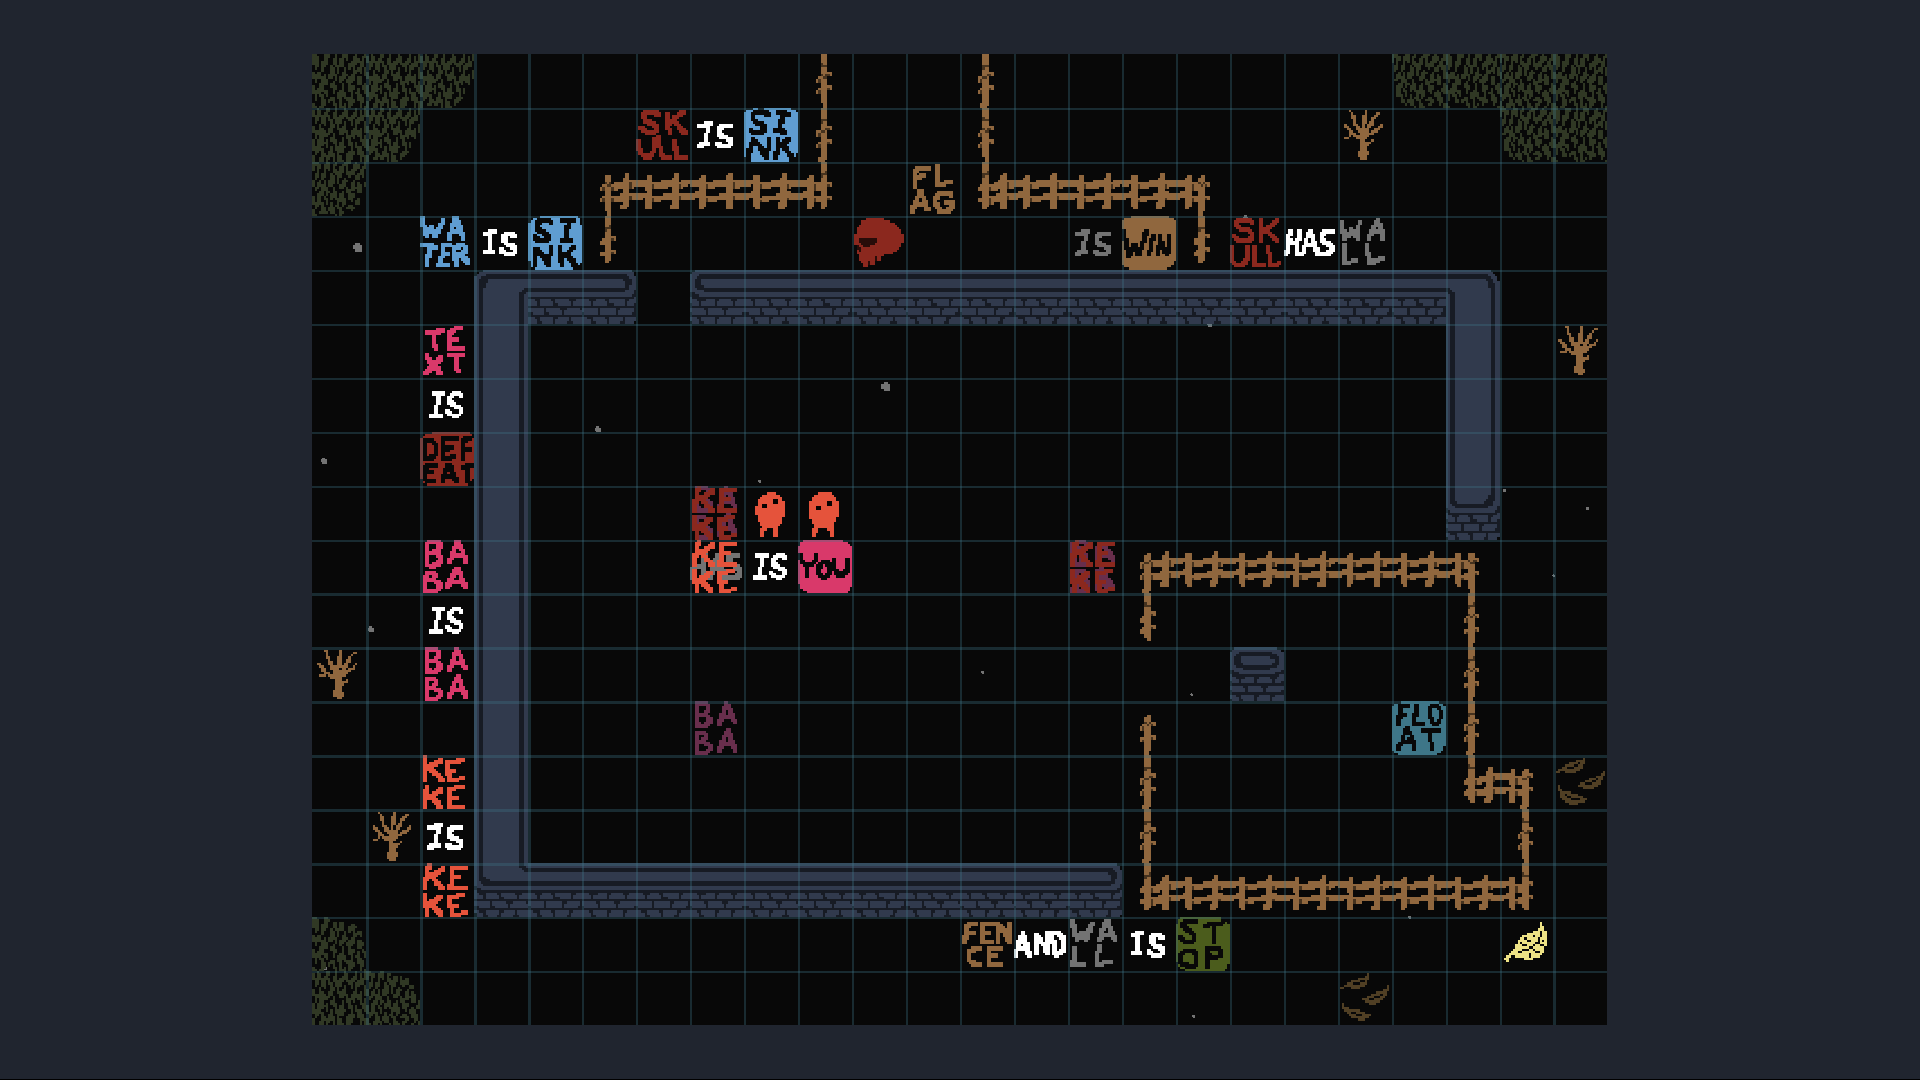 SKULL IS SINK
FLAG
WATER IS SINK
IS WIN
SKULL HAS WALL
TEXT
IS
DEFEAT
KEKE IS YOU
BABA
IS
BABA
BABA
FLOAT
KEKE
IS
KEKE
FENCE AND WALL IS STOP